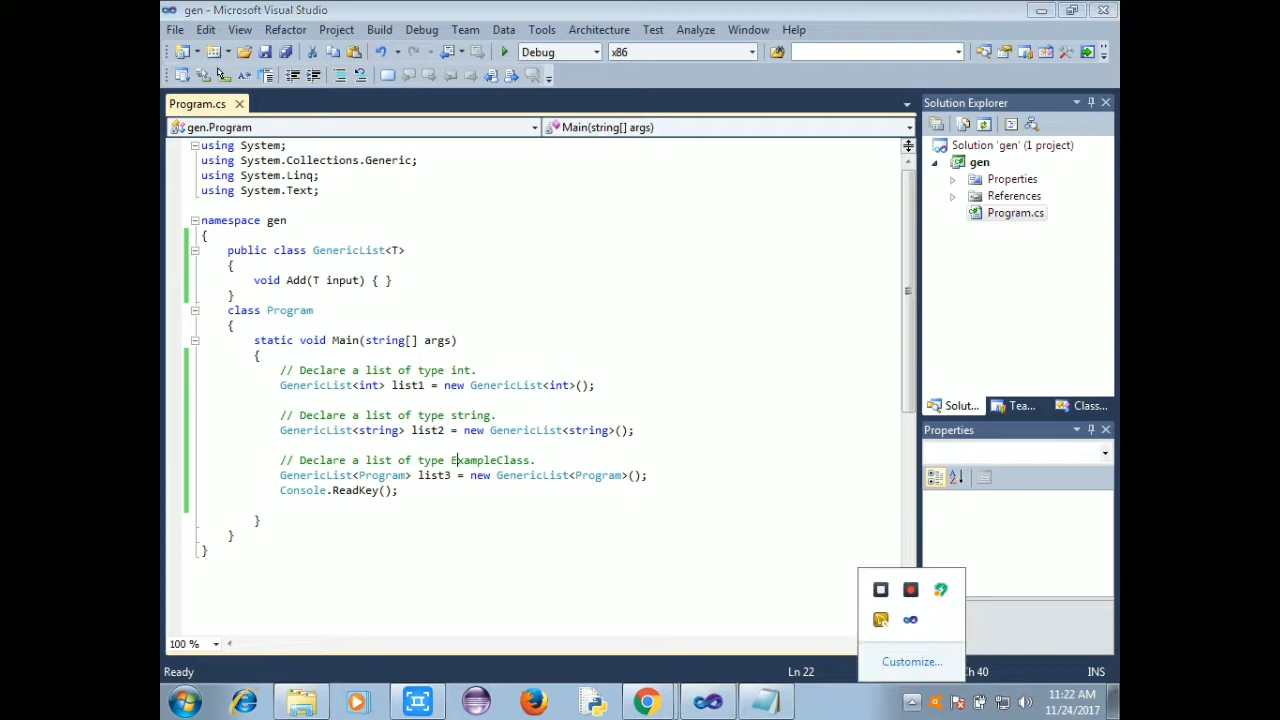 gen - Microsoft Visual Studio
File Edit View Refactor Project Build Debug Team Data Tools Architecture Test Analyze Window Help
Debug x86
Program.cs
gen.Program Main(string[] args)
using System;
using System.Collections.Generic;
using System.Linq;
using System.Text;
namespace gen
{
public class GenericList<T>
{
void Add(T input) { }
}
class Program
{
static void Main(string[] args)
{
// Declare a list of type int.
GenericList<int> list1 = new GenericList<int>();
// Declare a list of type string.
GenericList<string> list2 = new GenericList<string>();
// Declare a list of type ExampleClass.
GenericList<Program> list3 = new GenericList<Program>();
Console.ReadKey();
}
}
}
100 %
Solution Explorer
Solution 'gen' (1 project)
gen
Properties
References
Program.cs
Solut... Tea... Class...
Properties
Customize...
Ready Ln 22 Ch 40 INS
11:22 AM
11/24/2017